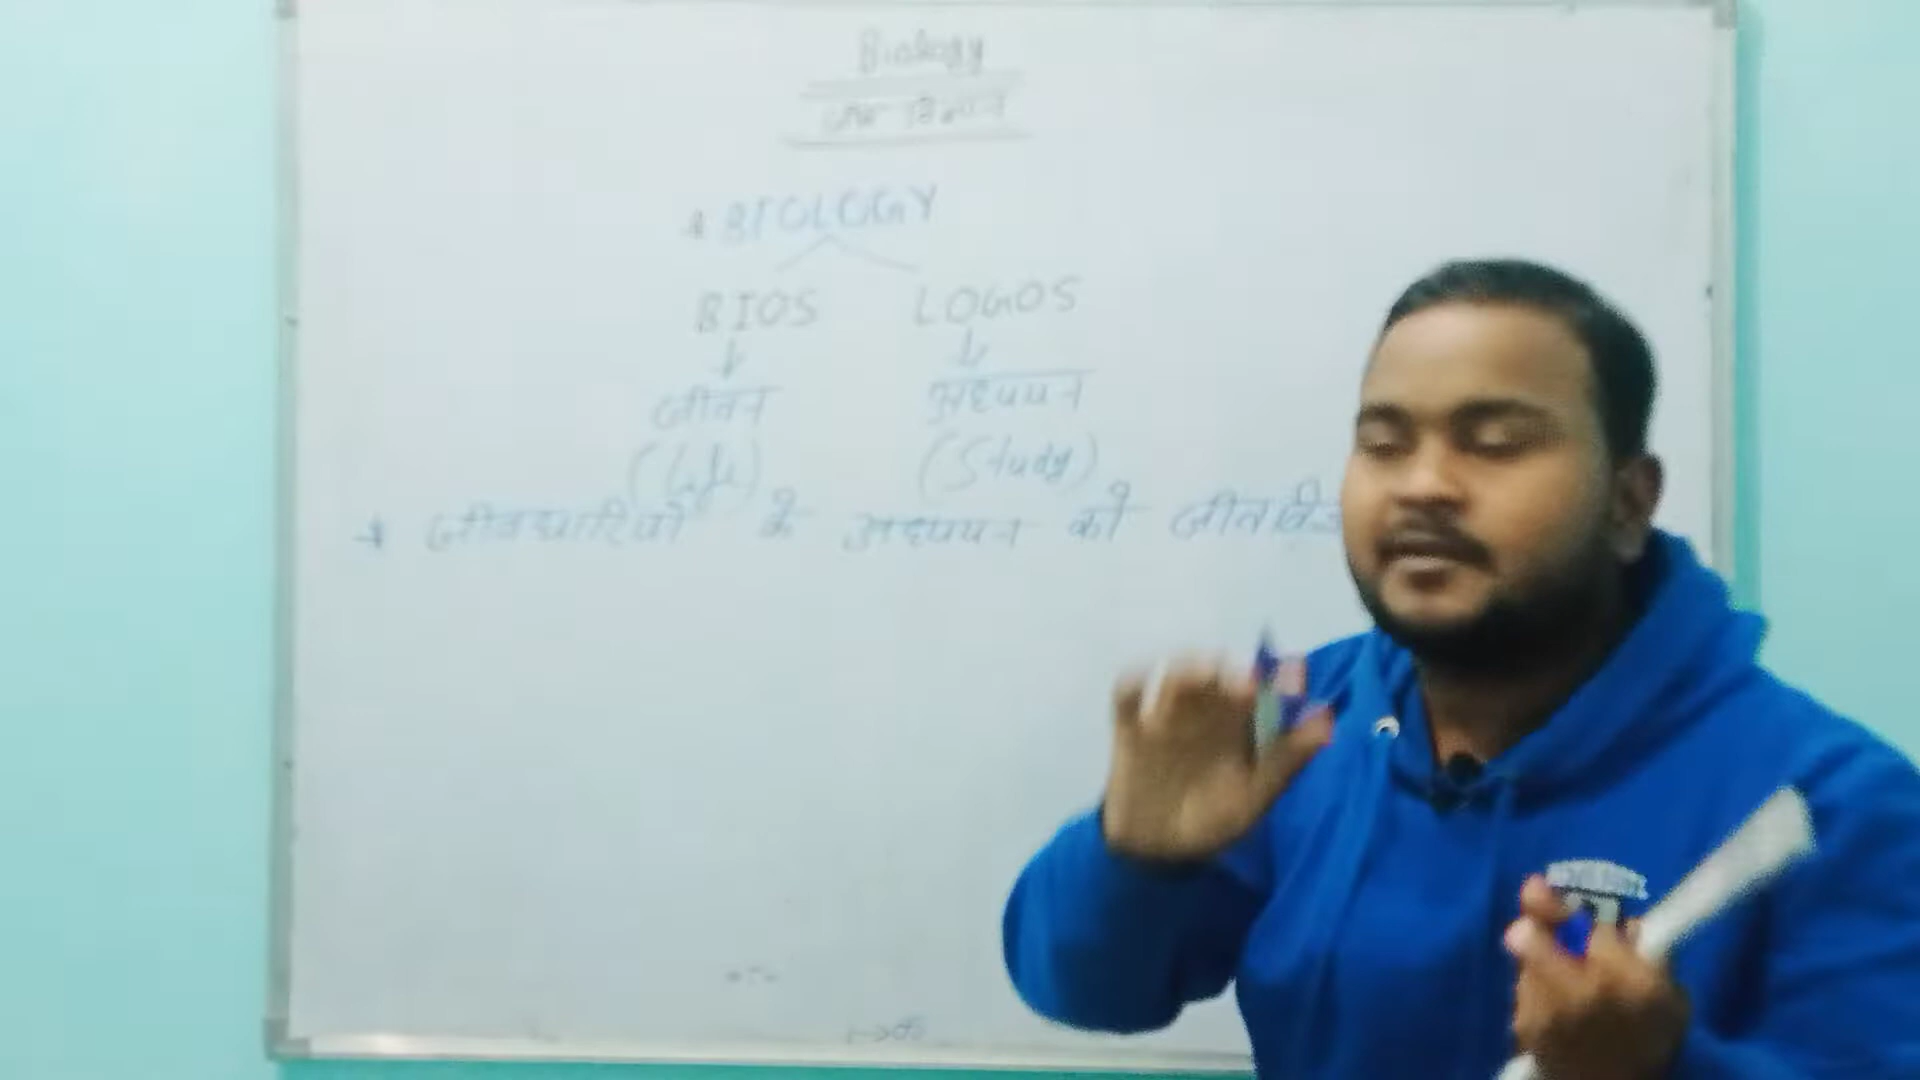 Biology
जीव विज्ञान
* BIOLOGY
BIOS LOGOS
↓ ↓
जीवन अध्ययन
(Life) (Study)
* जीवधारियों के अध्ययन को जीव